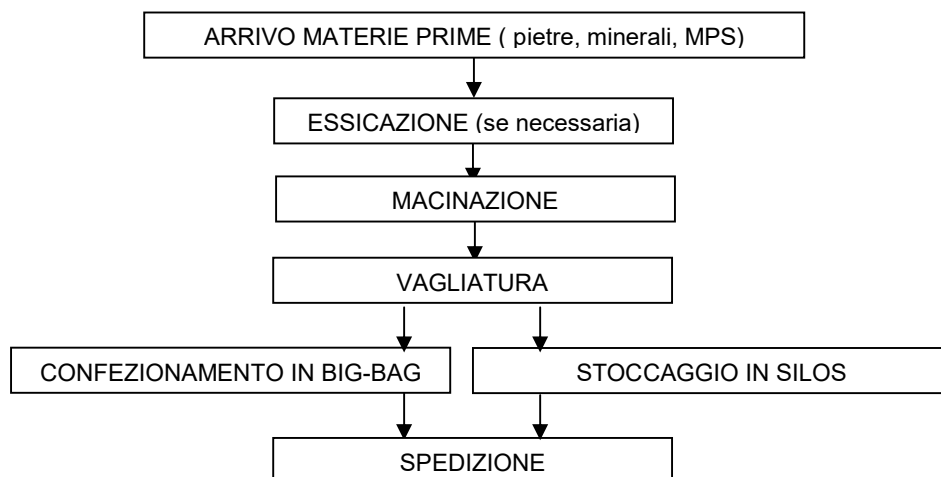 ARRIVO MATERIE PRIME ( pietre, minerali, MPS)
ESSICAZIONE (se necessaria)
MACINAZIONE
VAGLIATURA
CONFEZIONAMENTO IN BIG-BAG
STOCCAGGIO IN SILOS
SPEDIZIONE